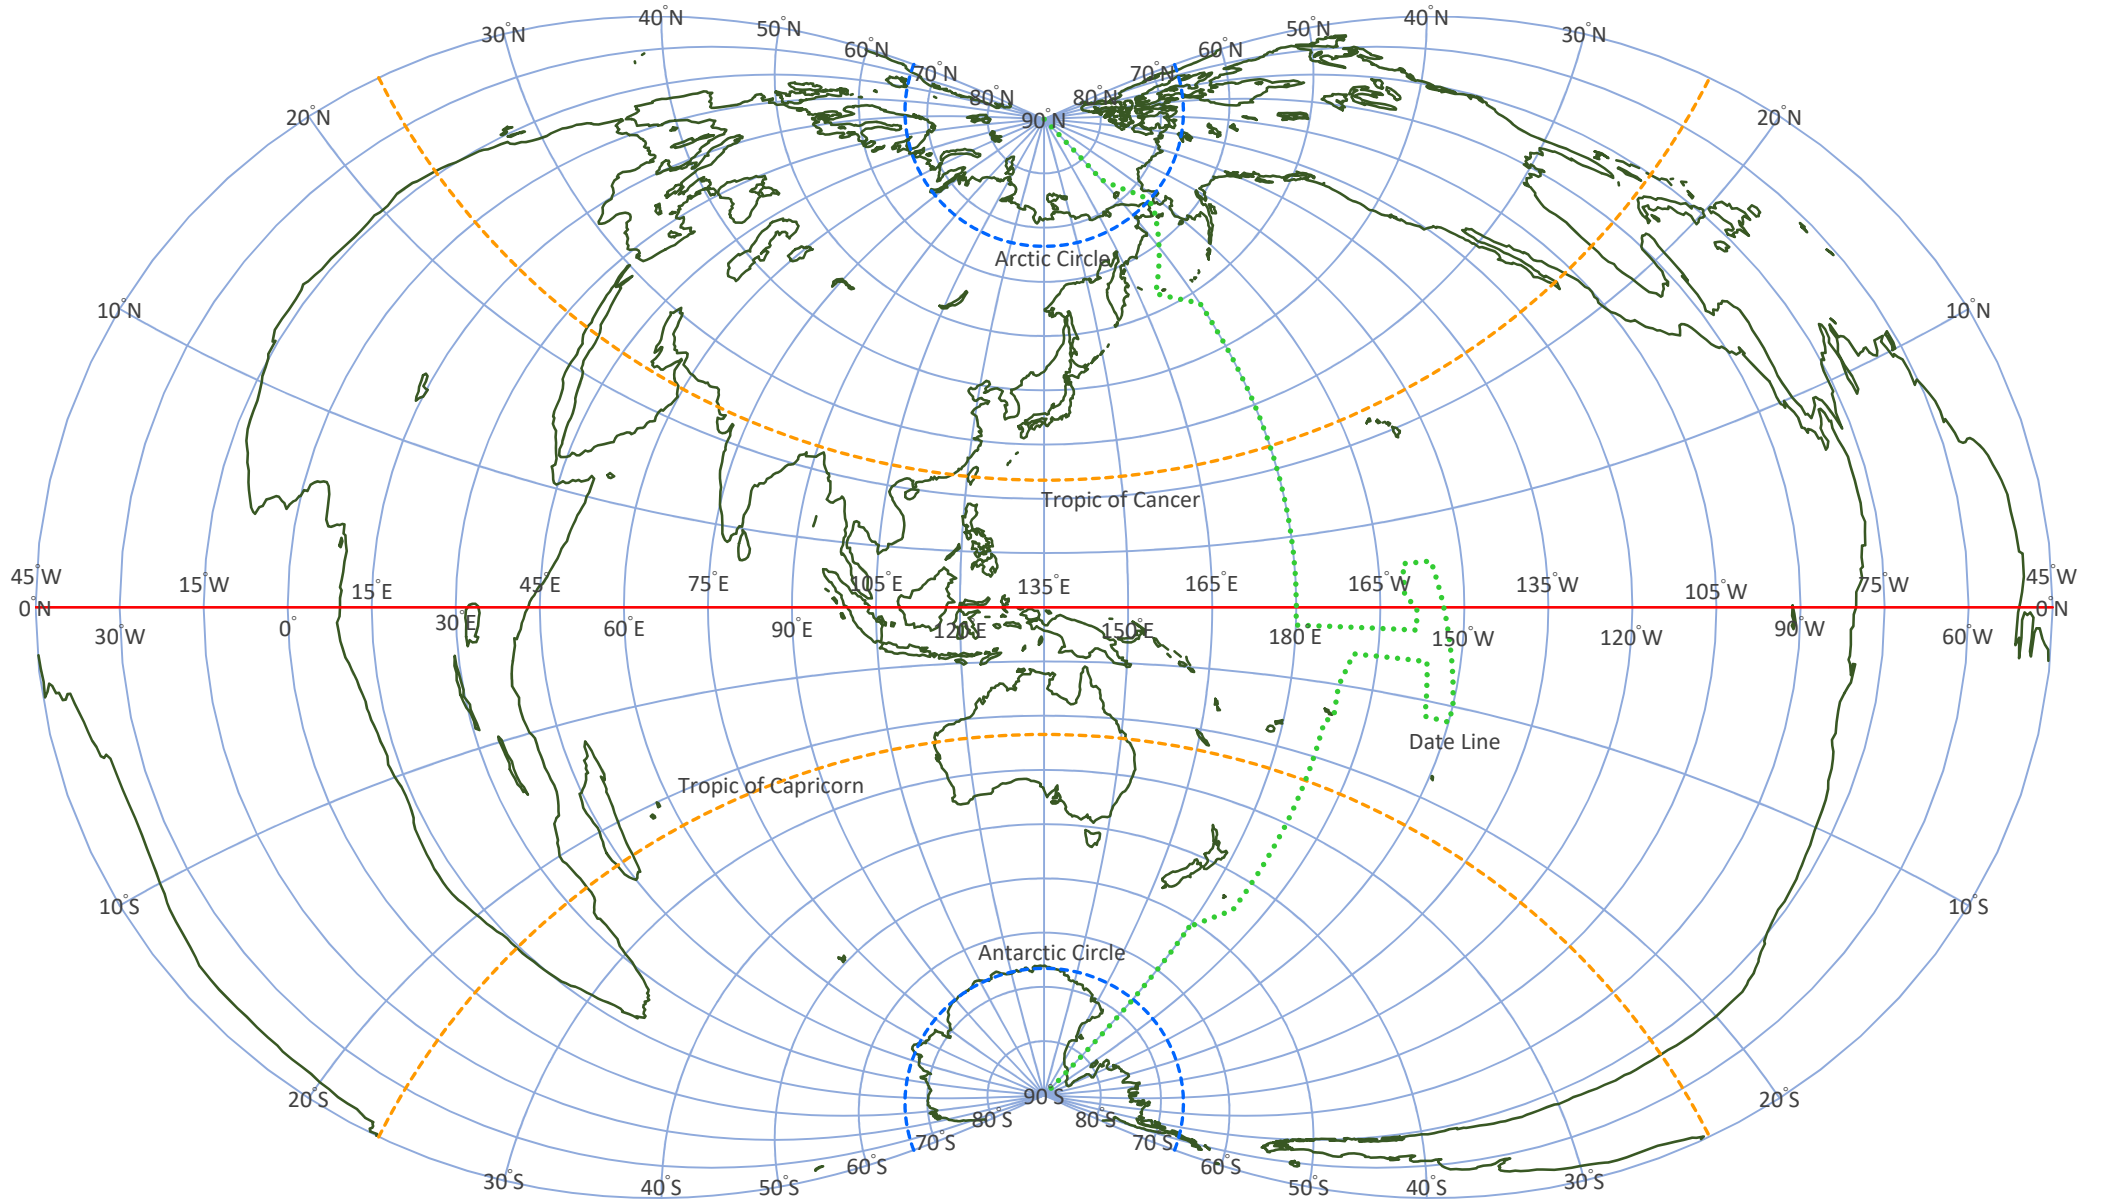 40°N
50°N
50°N
40°N
30°N
60°N
60°N
30°N
70°N
70°N
80°N
80°N
20°N
90°N
20°N
Arctic Circle
10°N
10°N
Tropic of Cancer
45°W
15°W
15°E
45°E
75°E
105°E
135°E
165°E
165°W
135°W
105°W
75°W
45°W
0°N
0°N
30°W
0°
30°E
60°E
90°E
120°E
150°E
180°E
150°W
120°W
90°W
60°W
Date Line
Tropic of Capricorn
10°S
10°S
Antarctic Circle
90°S
20°S
20°S
80°S
80°S
70°S
70°S
60°S
60°S
30°S
30°S
40°S
50°S
50°S
40°S